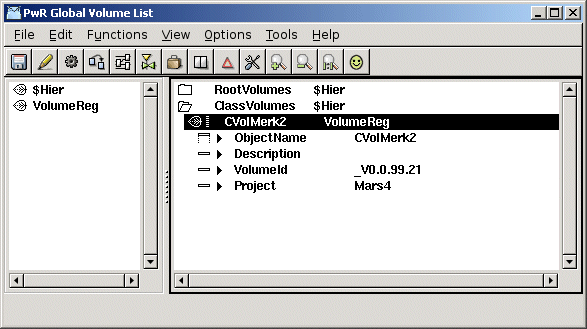 PwR Global Volume List
File Edit Functions View Options Tools Help
$Hier
VolumeReg
RootVolumes $Hier
ClassVolumes $Hier
CVolMerk2 VolumeReg
ObjectName CVolMerk2
Description
VolumeId _V0.0.99.21
Project Mars4